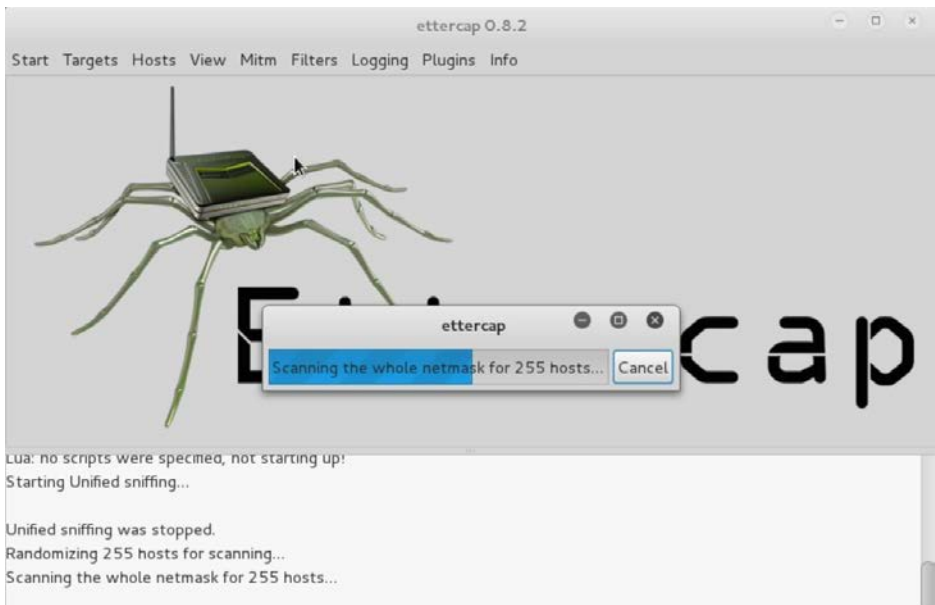 ettercap 0.8.2
Start Targets Hosts View Mitm Filters Logging Plugins Info
E cap
ettercap
Scanning the whole netmask for 255 hosts... Cancel
Lua: no scripts were specified, not starting up!
Starting Unified sniffing...
Unified sniffing was stopped.
Randomizing 255 hosts for scanning...
Scanning the whole netmask for 255 hosts...